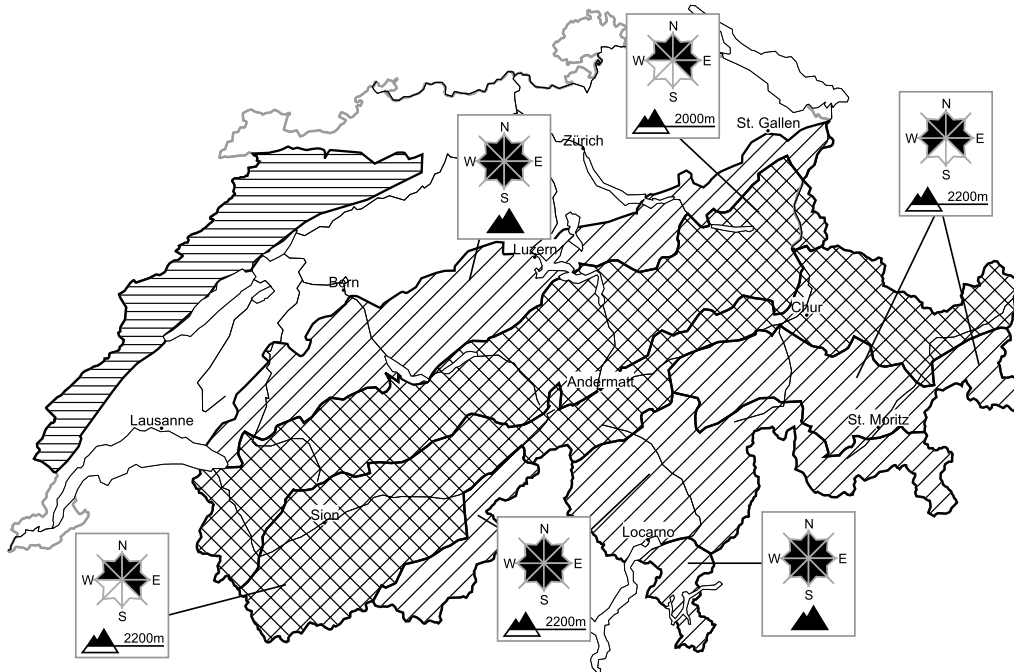 N
W E
S
2000m
St. Gallen
N
W E
S
2200m
N
W E
S
Zürich
Luzern
Bern
Chur
Andermatt
Lausanne
St. Moritz
Sion
Locarno
N
W E
S
2200m
N
W E
S
2200m
N
W E
S